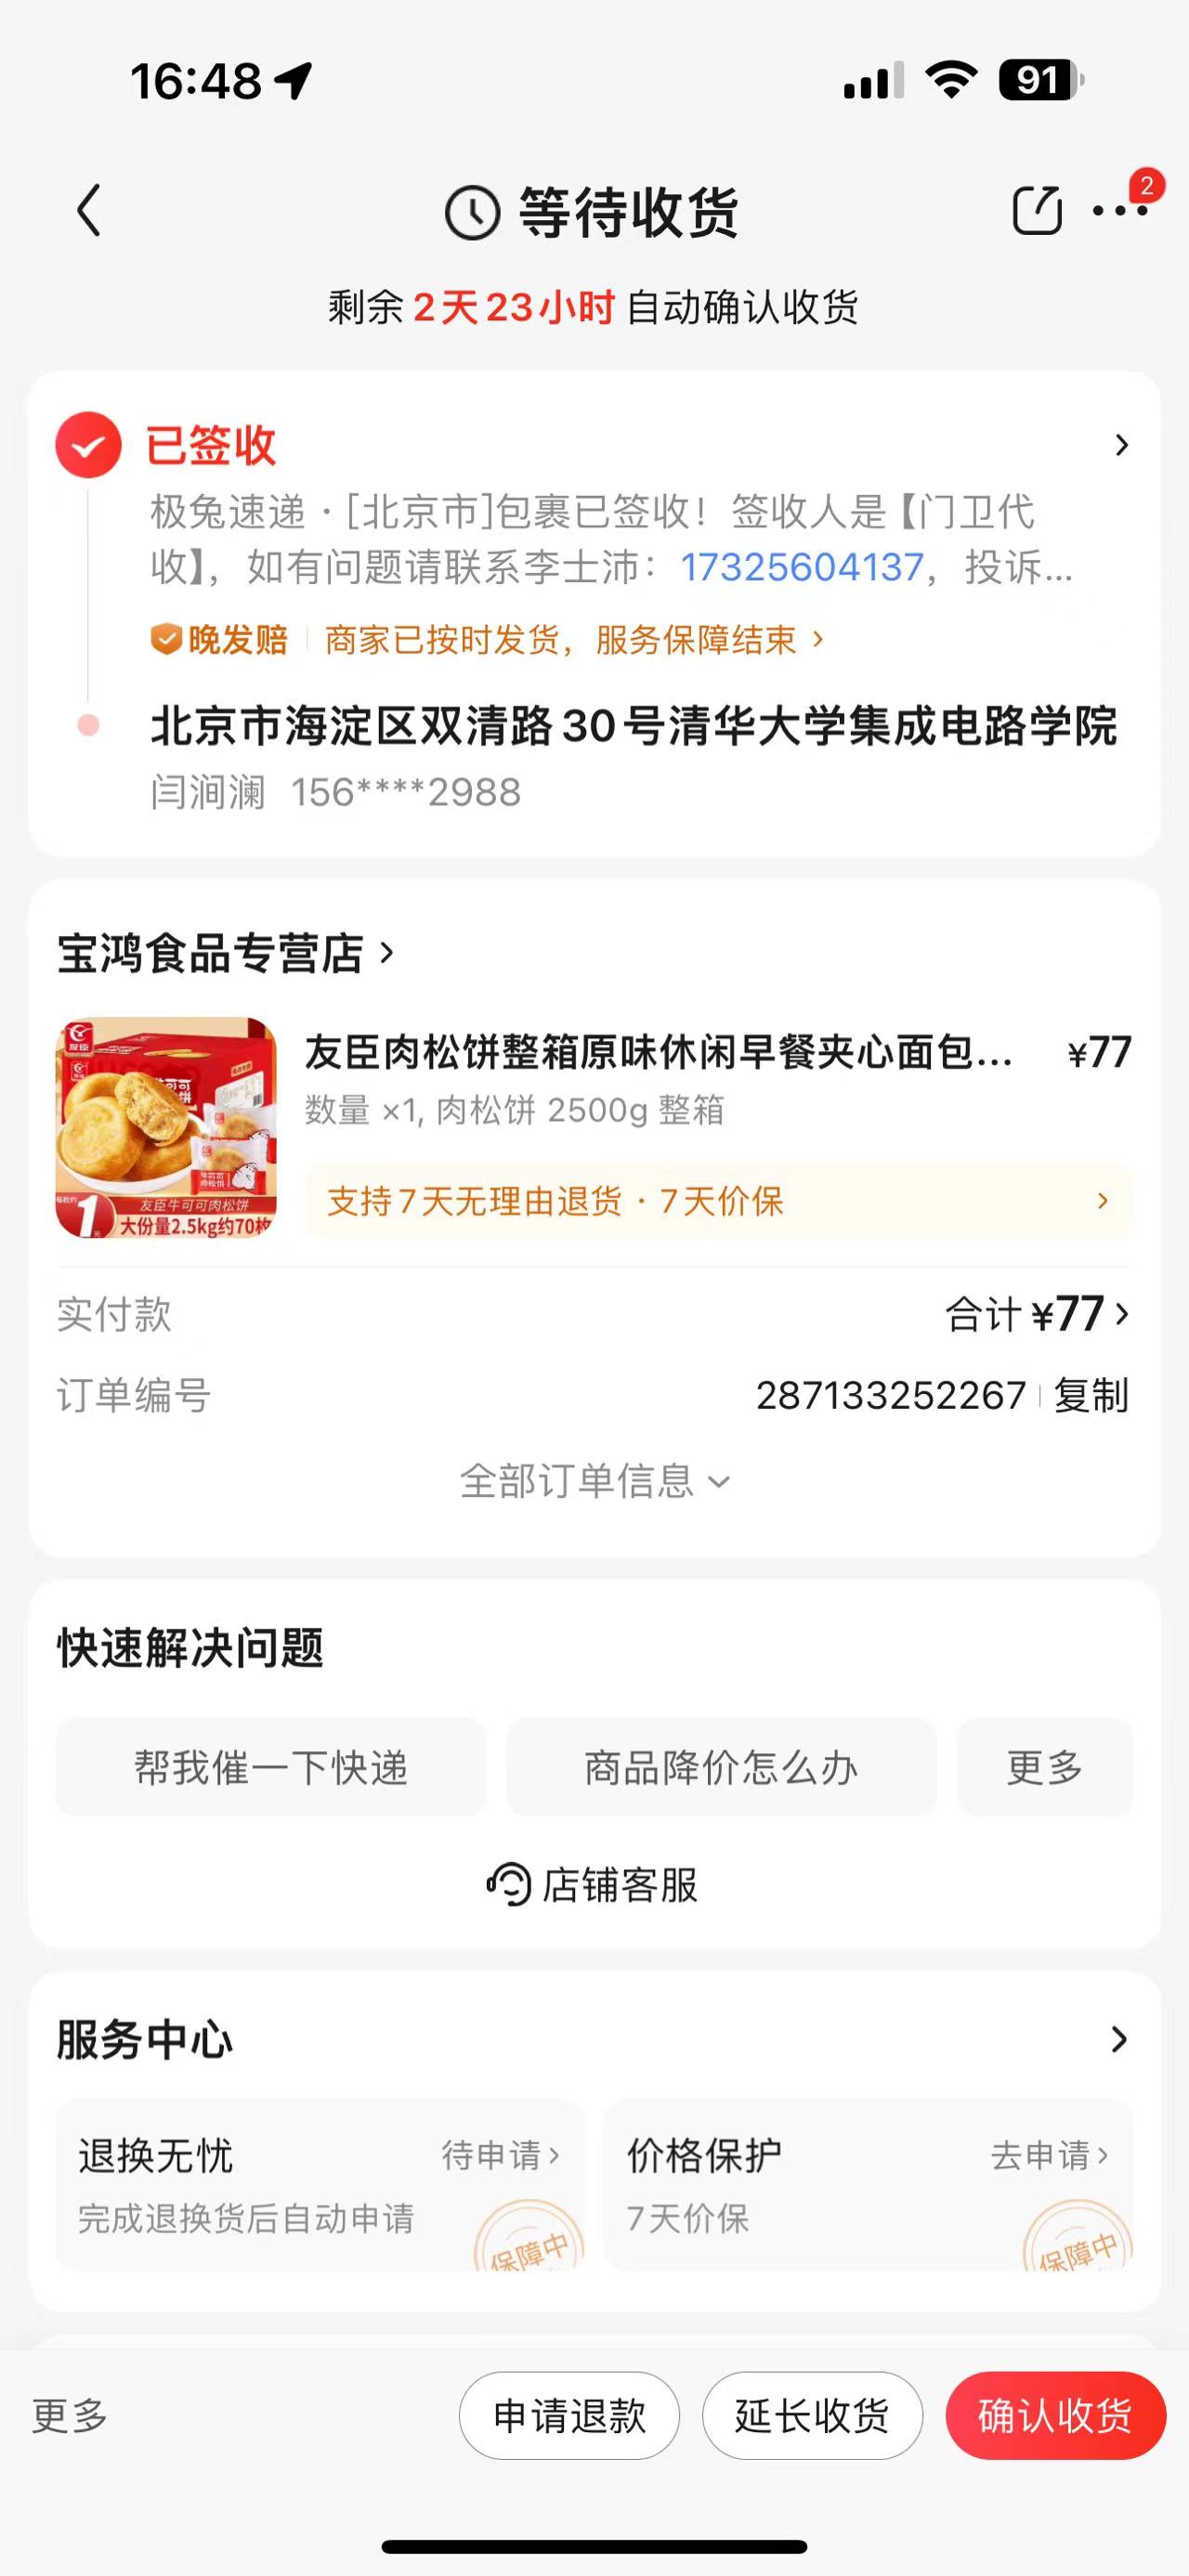 16:48
91
等待收货
2
剩余2天23小时自动确认收货
已签收
极兔速递·[北京市]包裹已签收！签收人是【门卫代
收】，如有问题请联系李士沛：17325604137，投诉...
晚发赔 商家已按时发货，服务保障结束
北京市海淀区双清路30号清华大学集成电路学院
闫涧澜 156****2988
宝鸿食品专营店
友臣肉松饼整箱原味休闲早餐夹心面包... ¥77
数量 ×1, 肉松饼 2500g 整箱
友臣牛可可肉松饼
1
大份量2.5kg约70枚
支持7天无理由退货·7天价保
实付款 合计 ¥77
订单编号 287133252267 复制
全部订单信息
快速解决问题
帮我催一下快递 商品降价怎么办 更多
店铺客服
服务中心
退换无忧 待申请 价格保护 去申请
完成退换货后自动申请 7天价保
保障中 保障中
更多 申请退款 延长收货 确认收货